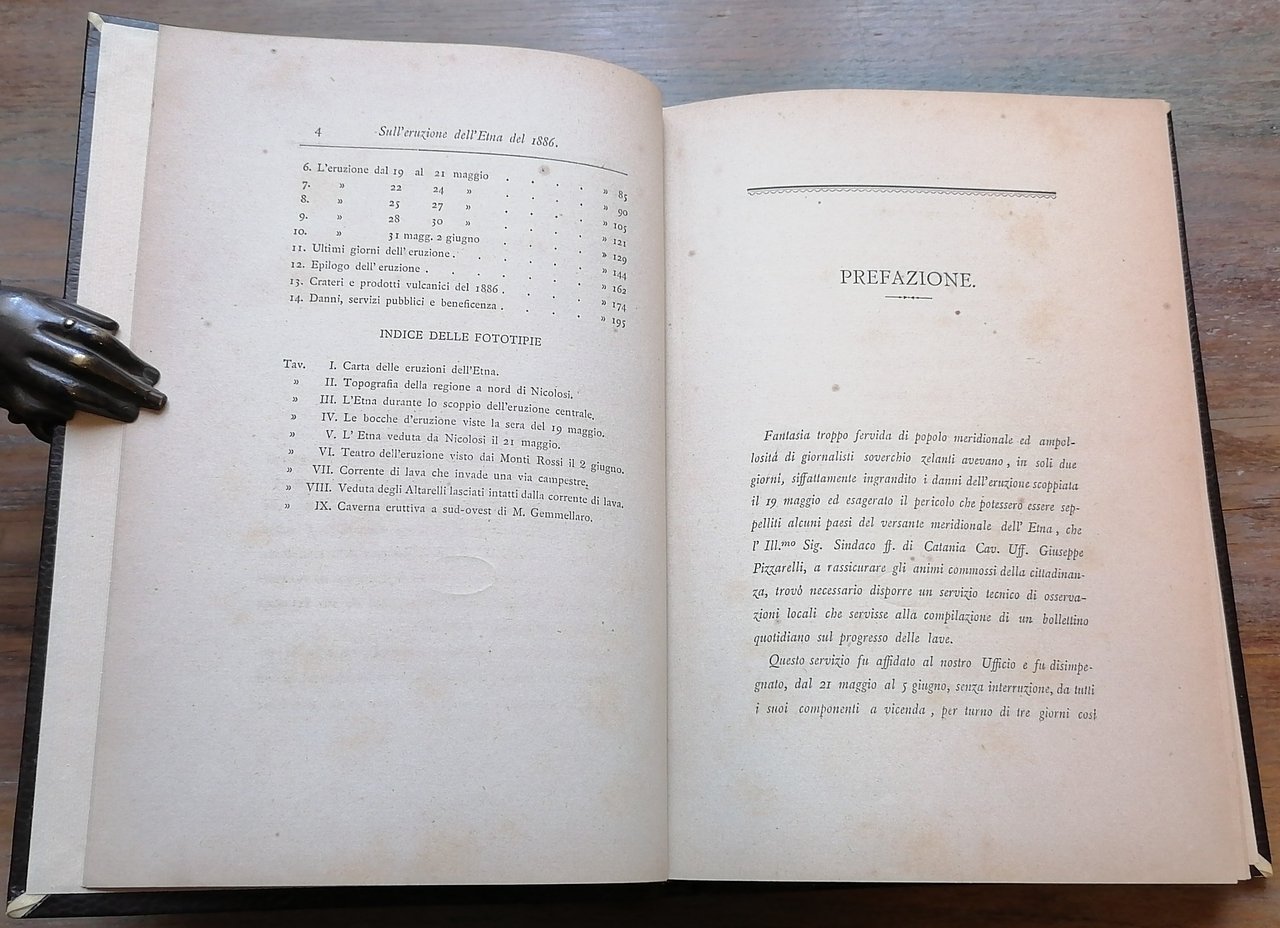 4 Sull'eruzione dell'Etna del 1886.
6. L'eruzione dal 19 al 21 maggio . . . . » 85
7. » 22 24 » . . . . » 90
8. » 25 27 » . . . . » 105
9. » 28 30 » . . . . » 121
10. » 31 magg. 2 giugno . . . . » 129
11. Ultimi giorni dell'eruzione . . . . . » 144
12. Epilogo dell'eruzione . . . . . . » 162
13. Crateri e prodotti vulcanici del 1886 . . . . » 174
14. Danni, servizi pubblici e beneficenza . . . . » 195
INDICE DELLE FOTOTIPIE
Tav. I. Carta delle eruzioni dell'Etna.
» II. Topografia della regione a nord di Nicolosi.
» III. L'Etna durante lo scoppio dell'eruzione centrale.
» IV. Le bocche d'eruzione viste la sera del 19 maggio.
» V. L'Etna veduta da Nicolosi il 21 maggio.
» VI. Teatro dell'eruzione visto dai Monti Rossi il 2 giugno.
» VII. Corrente di lava che invade una via campestre.
» VIII. Veduta degli Altarelli lasciati intatti dalla corrente di lava.
» IX. Caverna eruttiva a sud-ovest di M. Gemmellaro.
PREFAZIONE.
Fantasia troppo fervida di popolo meridionale ed ampol-
losità di giornalisti soverchio zelanti avevano, in soli due
giorni, siffattamente ingrandito i danni dell'eruzione scoppiata
il 19 maggio ed esagerato il pericolo che potessero essere sep-
pelliti alcuni paesi del versante meridionale dell'Etna, che
l'Ill.mo Sig. Sindaco ff. di Catania Cav. Uff. Giuseppe
Pizzarelli, a rassicurare gli animi commossi della cittadinan-
za, trovò necessario disporre un servizio tecnico di osserva-
zioni locali che servisse alla compilazione di un bollettino
quotidiano sul progresso delle lave.
Questo servizio fu affidato al nostro Ufficio e fu disimpe-
gnato, dal 21 maggio al 5 giugno, senza interruzione, da tutti
i suoi componenti a vicenda, per turno di tre giorni così